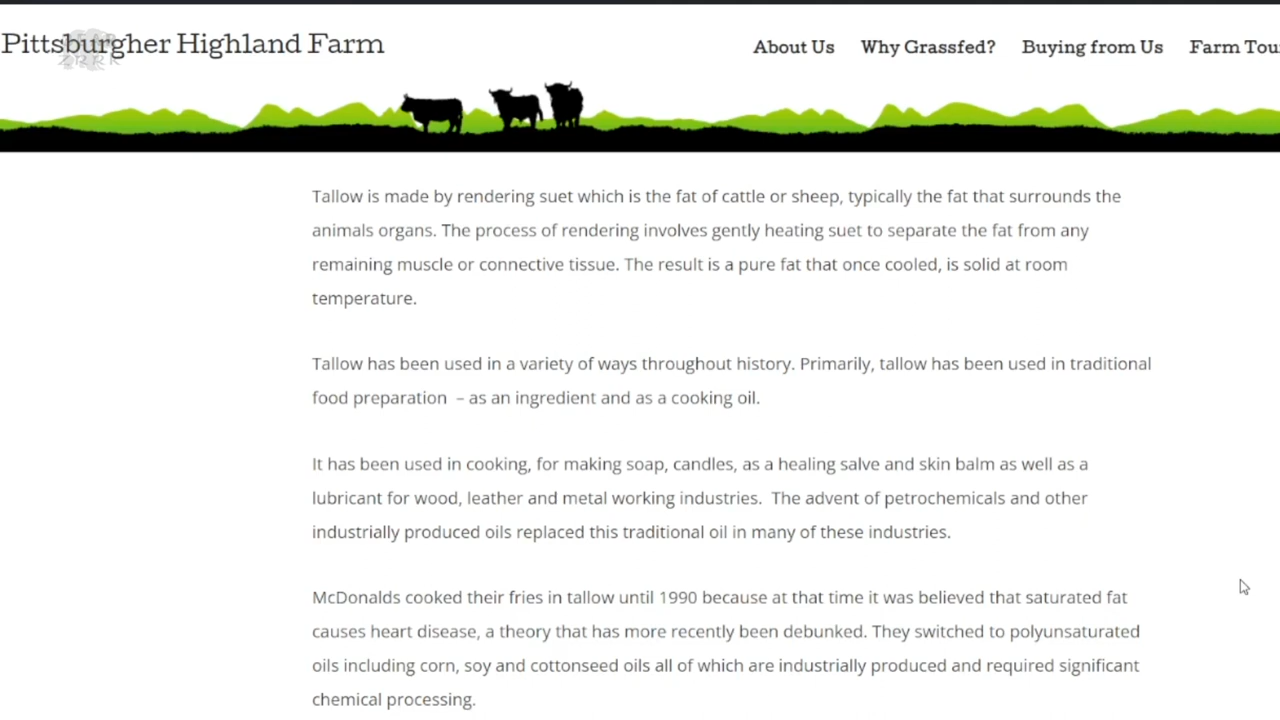 Pittsburgher Highland Farm
About Us Why Grassfed? Buying from Us Farm Tou
Tallow is made by rendering suet which is the fat of cattle or sheep, typically the fat that surrounds the
animals organs. The process of rendering involves gently heating suet to separate the fat from any
remaining muscle or connective tissue. The result is a pure fat that once cooled, is solid at room
temperature.
Tallow has been used in a variety of ways throughout history. Primarily, tallow has been used in traditional
food preparation – as an ingredient and as a cooking oil.
It has been used in cooking, for making soap, candles, as a healing salve and skin balm as well as a
lubricant for wood, leather and metal working industries. The advent of petrochemicals and other
industrially produced oils replaced this traditional oil in many of these industries.
McDonalds cooked their fries in tallow until 1990 because at that time it was believed that saturated fat
causes heart disease, a theory that has more recently been debunked. They switched to polyunsaturated
oils including corn, soy and cottonseed oils all of which are industrially produced and required significant
chemical processing.